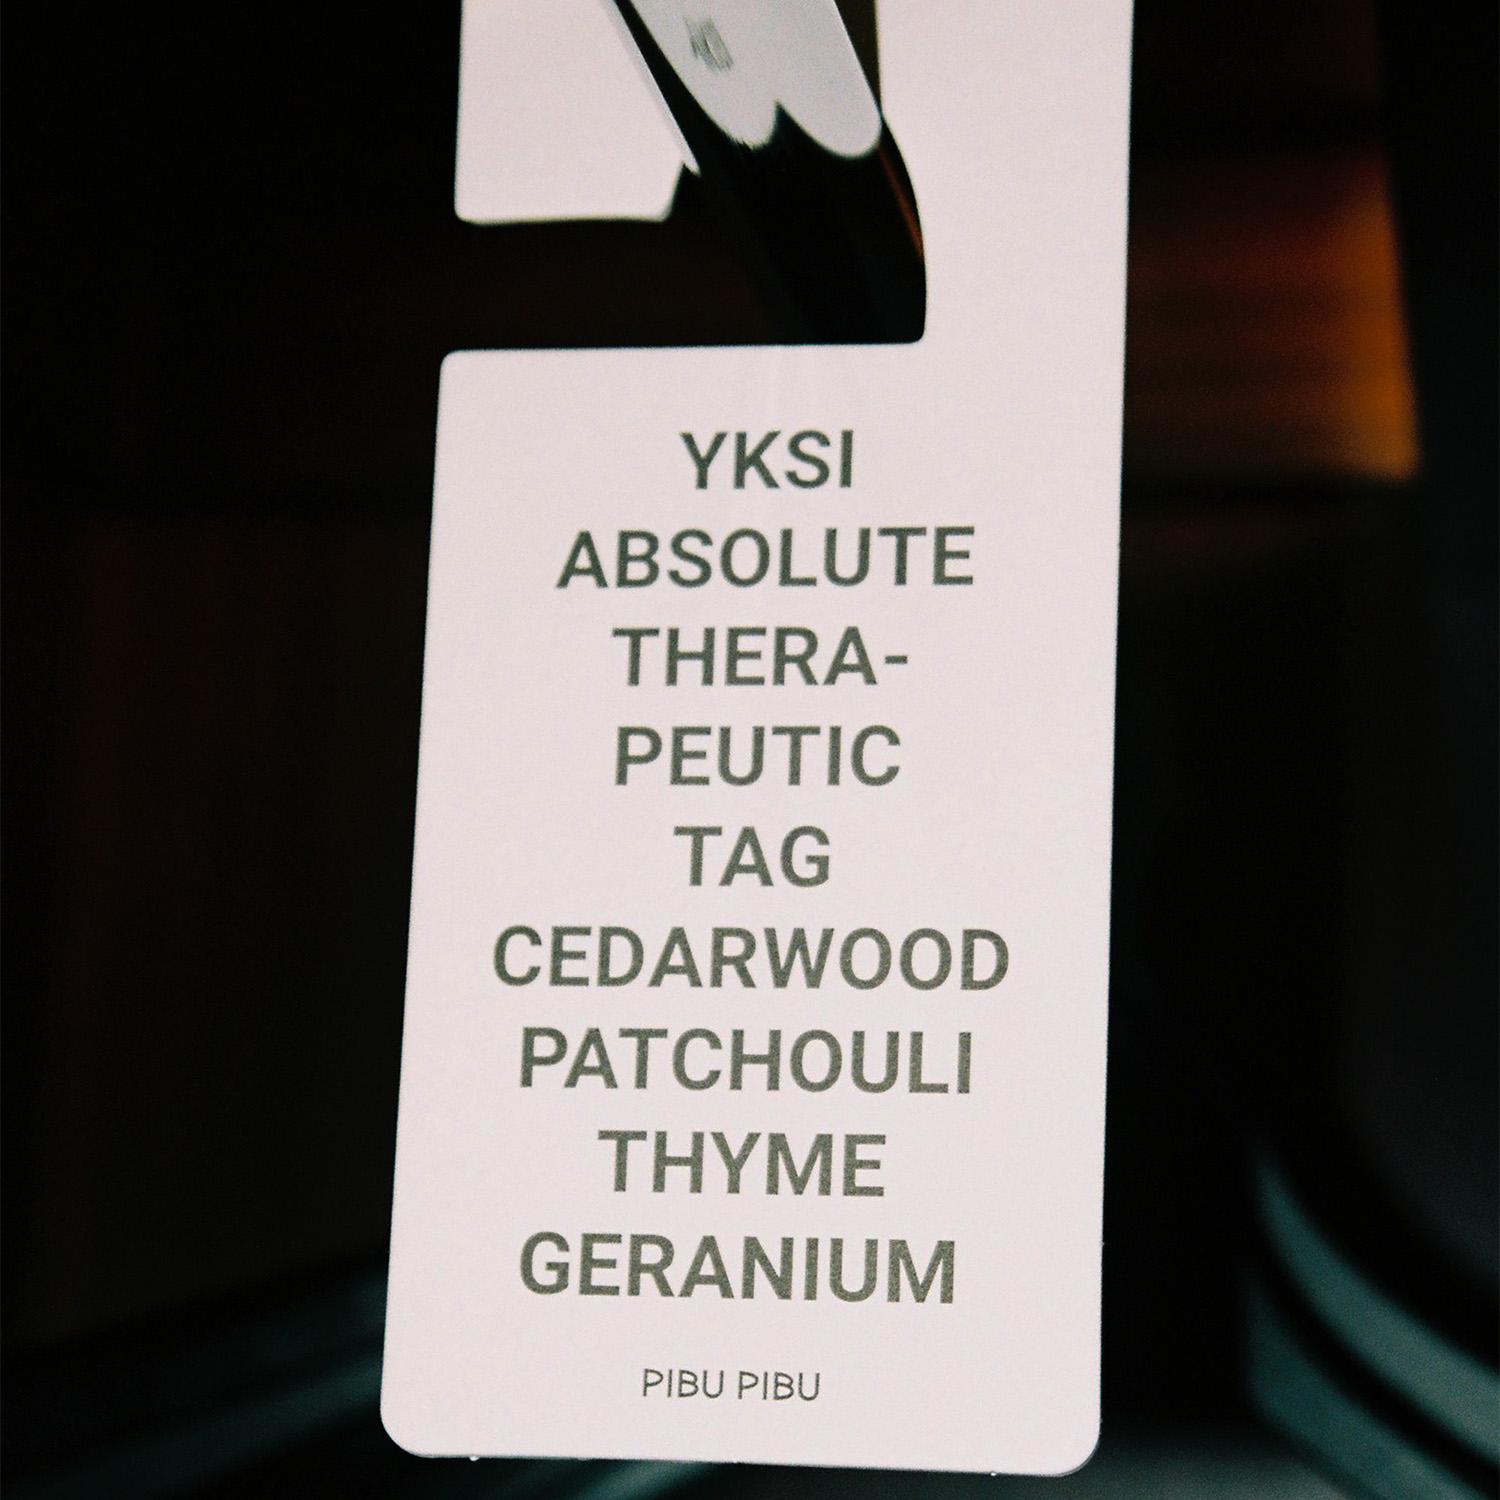 YKSI
ABSOLUTE
THERA-
PEUTIC
TAG
CEDARWOOD
PATCHOULI
THYME
GERANIUM
PIBU PIBU